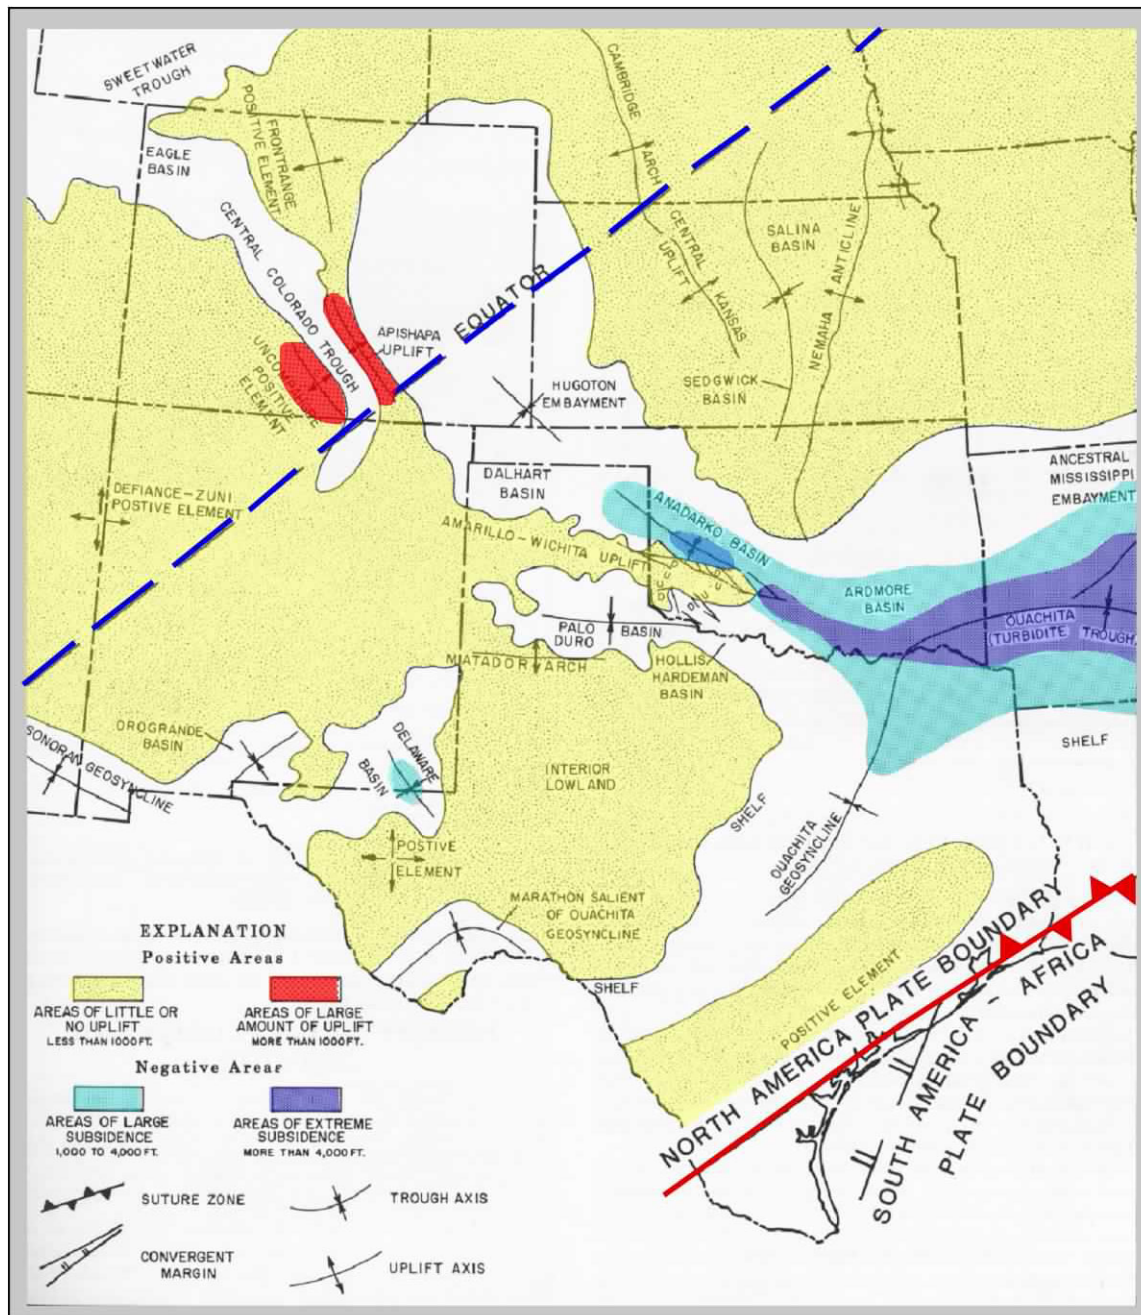 SWEETWATER
TROUGH
FRONTRANGE
POSITIVE ELEMENT
CAMBRIDGE
ARCH
EAGLE
BASIN
CENTRAL COLORADO TROUGH
CENTRAL
KANSAS
UPLIFT
SALINA
BASIN
NEMAHA ANTICLINE
EQUATOR
APISHAPA
UPLIFT
POSITIVE
ELEMENT
HUGOTON
EMBAYMENT
SEDGWICK
BASIN
ANCESTRAL
MISSISSIPPI
EMBAYMENT
DALHART
BASIN
DEFIANCE-ZUNI
POSTIVE ELEMENT
ANADARKO BASIN
AMARILLO-WICHITA UPLIFT
ARDMORE
BASIN
OUACHITA
(TURBIDITE TROUGH
PALO
DURO
BASIN
MATADOR ARCH
HOLLIS
HARDEMAN
BASIN
OROGRANDE
BASIN
SONORAN GEOSYNCLINE
DELAWARE
BASIN
INTERIOR
LOWLAND
SHELF
SHELF
OUACHITA
GEOSYNCLINE
POSTIVE
ELEMENT
MARATHON SALIENT
OF OUACHITA
GEOSYNCLINE
SHELF
POSITIVE ELEMENT
NORTH AMERICA PLATE BOUNDARY
SOUTH AMERICA - AFRICA
PLATE BOUNDARY
EXPLANATION
Positive Areas
AREAS OF LITTLE OR
NO UPLIFT
LESS THAN 1000 FT.
AREAS OF LARGE
AMOUNT OF UPLIFT
MORE THAN 1000 FT.
Negative Areas
AREAS OF LARGE
SUBSIDENCE
1,000 TO 4,000 FT.
AREAS OF EXTREME
SUBSIDENCE
MORE THAN 4,000 FT.
SUTURE ZONE
TROUGH AXIS
CONVERGENT
MARGIN
UPLIFT AXIS